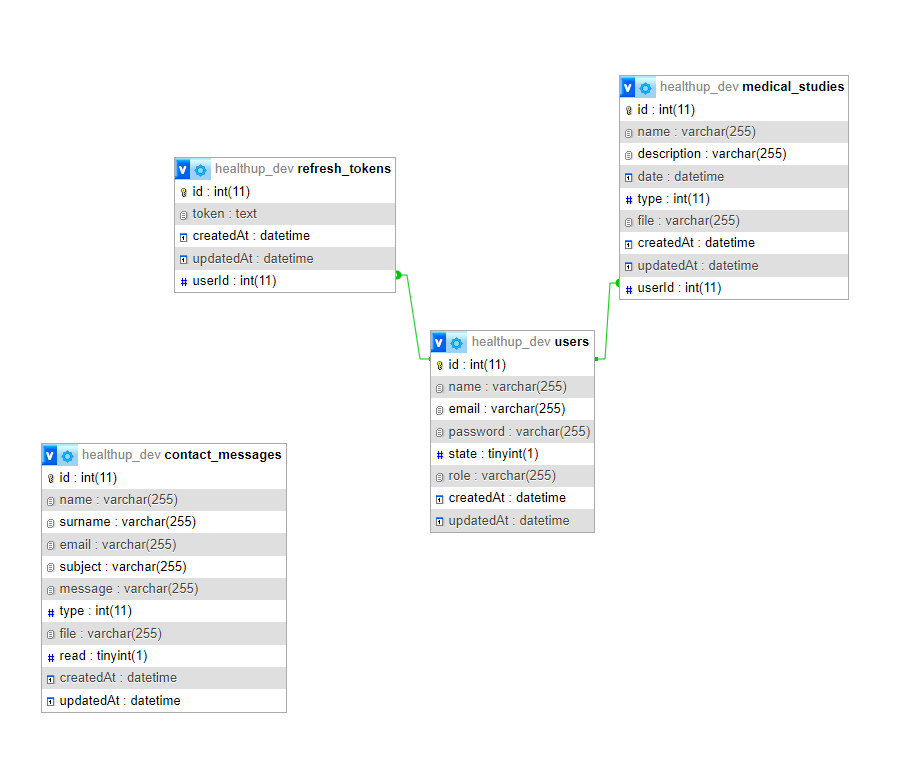 healthup_dev medical_studies
id : int(11)
name : varchar(255)
description : varchar(255)
date : datetime
type : int(11)
file : varchar(255)
createdAt : datetime
updatedAt : datetime
userId : int(11)
healthup_dev refresh_tokens
id : int(11)
token : text
createdAt : datetime
updatedAt : datetime
userId : int(11)
healthup_dev users
id : int(11)
name : varchar(255)
email : varchar(255)
password : varchar(255)
state : tinyint(1)
role : varchar(255)
createdAt : datetime
updatedAt : datetime
healthup_dev contact_messages
id : int(11)
name : varchar(255)
surname : varchar(255)
email : varchar(255)
subject : varchar(255)
message : varchar(255)
type : int(11)
file : varchar(255)
read : tinyint(1)
createdAt : datetime
updatedAt : datetime